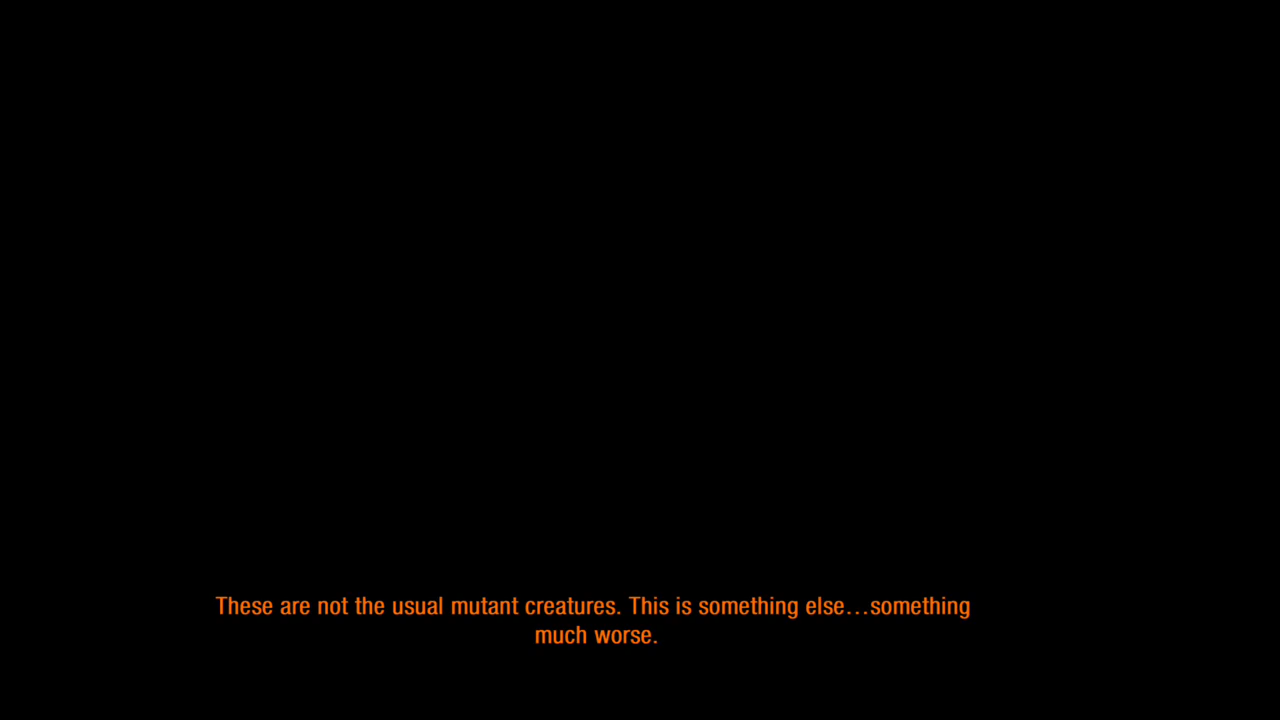 These are not the usual mutant creatures. This is something else...something
much worse.